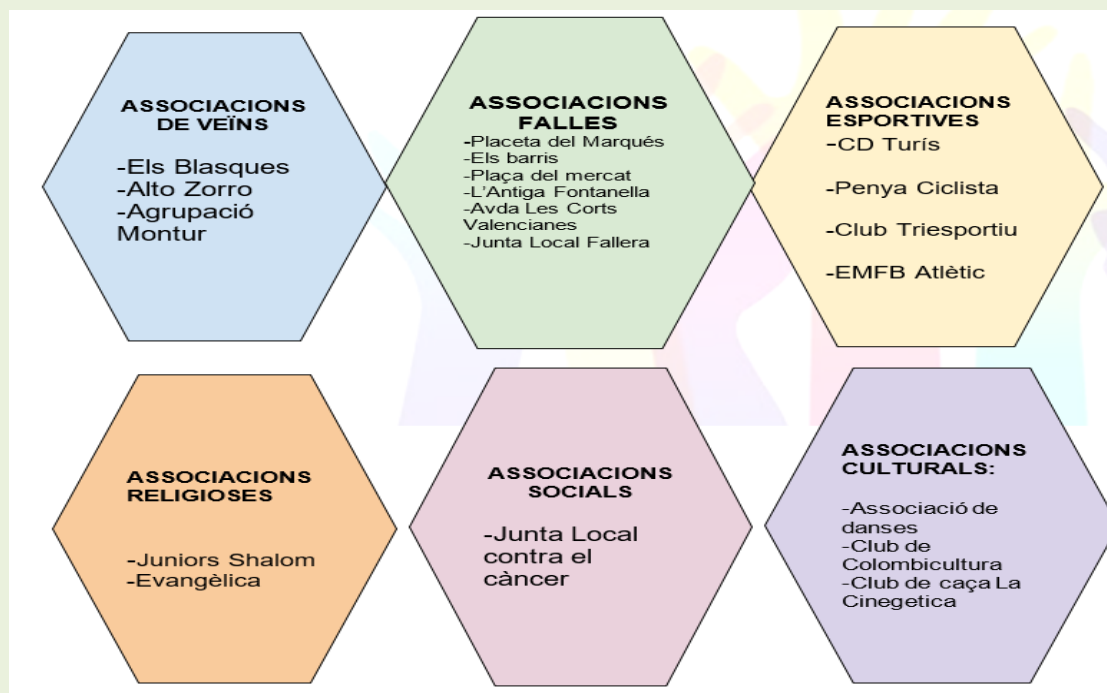 ASSOCIACIONS
DE VEÏNS
-Els Blasques
-Alto Zorro
-Agrupació
Montur
ASSOCIACIONS
FALLES
-Placeta del Marqués
-Els barris
-Plaça del mercat
-L'Antiga Fontanella
-Avda Les Corts
Valencianes
-Junta Local Fallera
ASSOCIACIONS
ESPORTIVES
-CD Turís
-Penya Ciclista
-Club Triesportiu
-EMFB Atlètic
ASSOCIACIONS
RELIGIOSES
-Juniors Shalom
-Evangèlica
ASSOCIACIONS
SOCIALS
-Junta Local
contra el
càncer
ASSOCIACIONS
CULTURALS:
-Associació de
danses
-Club de
Colombicultura
-Club de caça La
Cinegetica